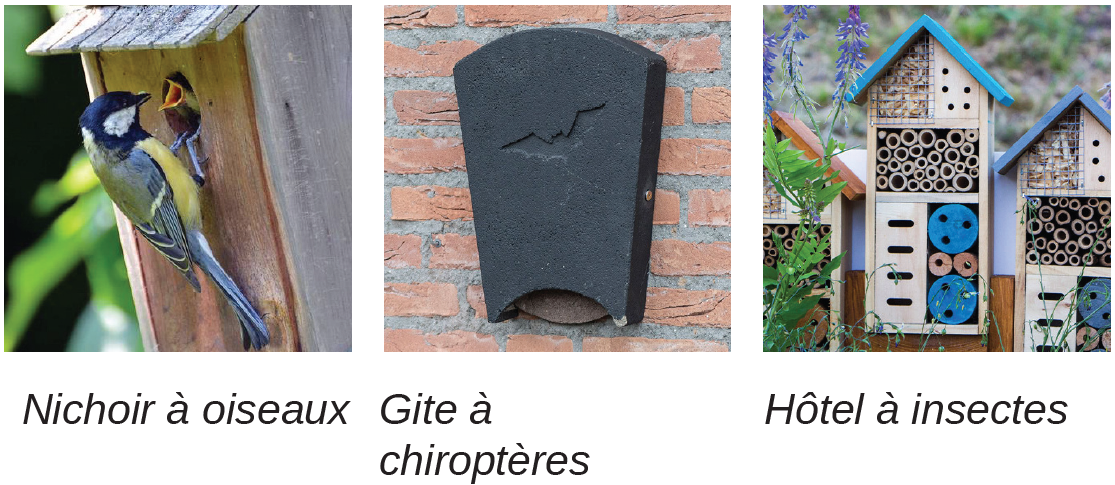 Nichoir à oiseaux
Gite à
chiroptères
Hôtel à insectes